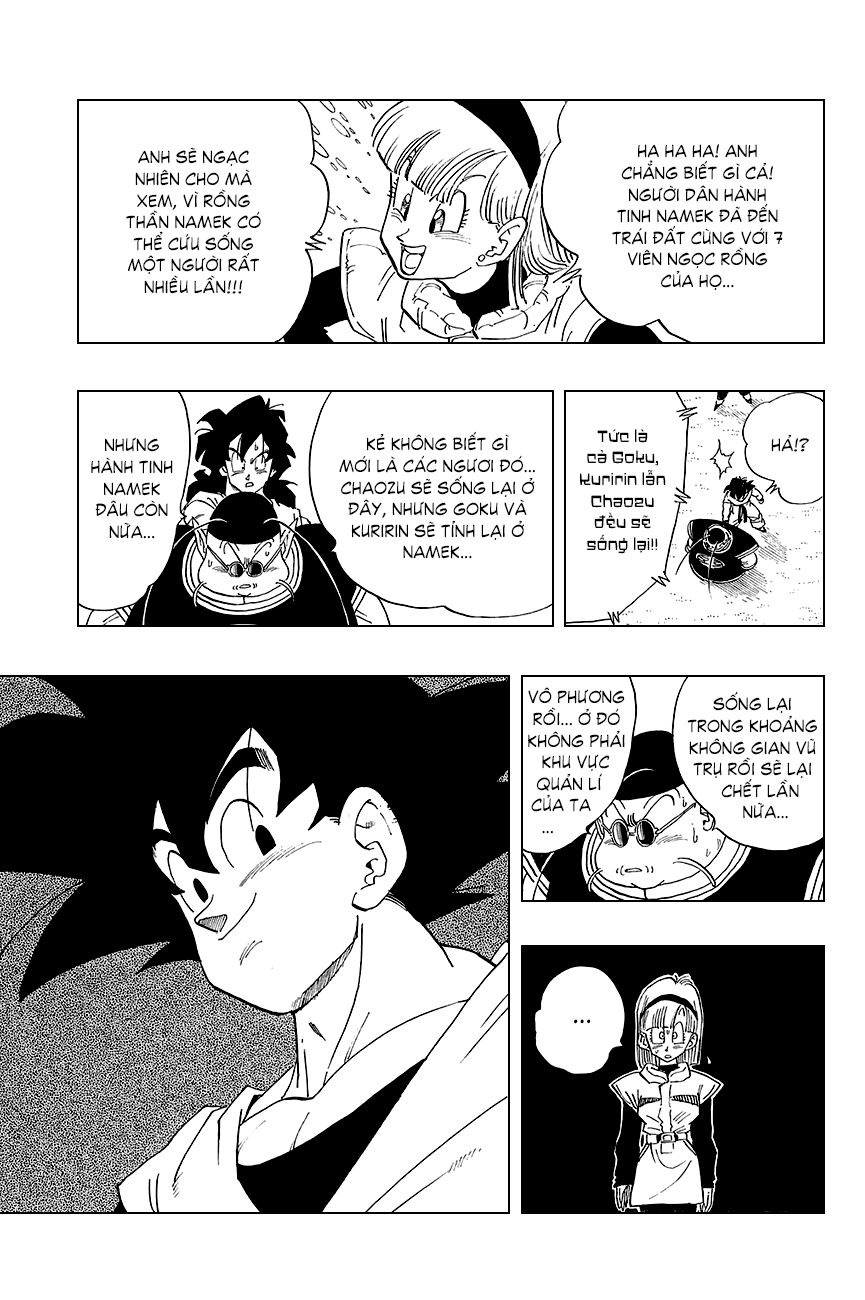 HA HA HA! ANH
CHẲNG BIẾT GÌ CẢ!
NGƯỜI DÂN HÀNH
TINH NAMEK ĐÃ ĐẾN
TRÁI ĐẤT CÙNG VỚI 7
VIÊN NGỌC RỒNG
CỦA HỌ...
ANH SẼ NGẠC
NHIÊN CHO MÀ
XEM, VÌ RỒNG
THẦN NAMEK CÓ
THỂ CỨU SỐNG
MỘT NGƯỜI RẤT
NHIỀU LẦN!!!
HẢ!?
Tức là
cả Goku,
Kuririn lẫn
Chaozu
đều sẽ
sống lại!!
KẺ KHÔNG BIẾT GÌ
MỚI LÀ CÁC NGƯƠI ĐÓ...
CHAOZU SẼ SỐNG LẠI Ở
ĐÂY, NHƯNG GOKU VÀ
KURIRIN SẼ TỈNH LẠI Ở
NAMEK...
NHƯNG
HÀNH TINH
NAMEK
ĐÂU CÒN
NỮA...
SỐNG LẠI
TRONG KHOẢNG
KHÔNG GIAN VŨ
TRỤ RỒI SẼ LẠI
CHẾT LẦN
NỮA...
VÔ PHƯƠNG
RỒI... Ở ĐÓ
KHÔNG PHẢI
KHU VỰC
QUẢN LÍ
CỦA TA
...
...